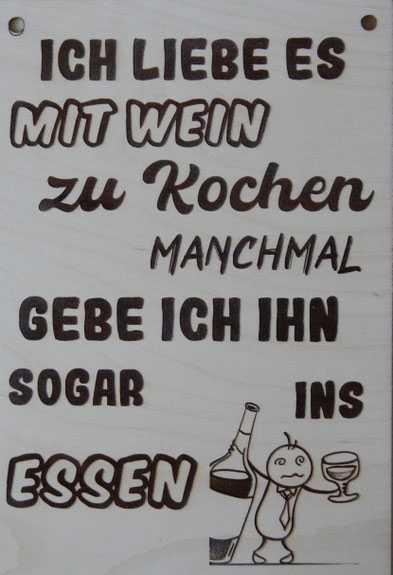 ICH LIEBE ES
MIT WEIN
zu Kochen
MANCHMAL
GEBE ICH IHN
SOGAR INS
ESSEN